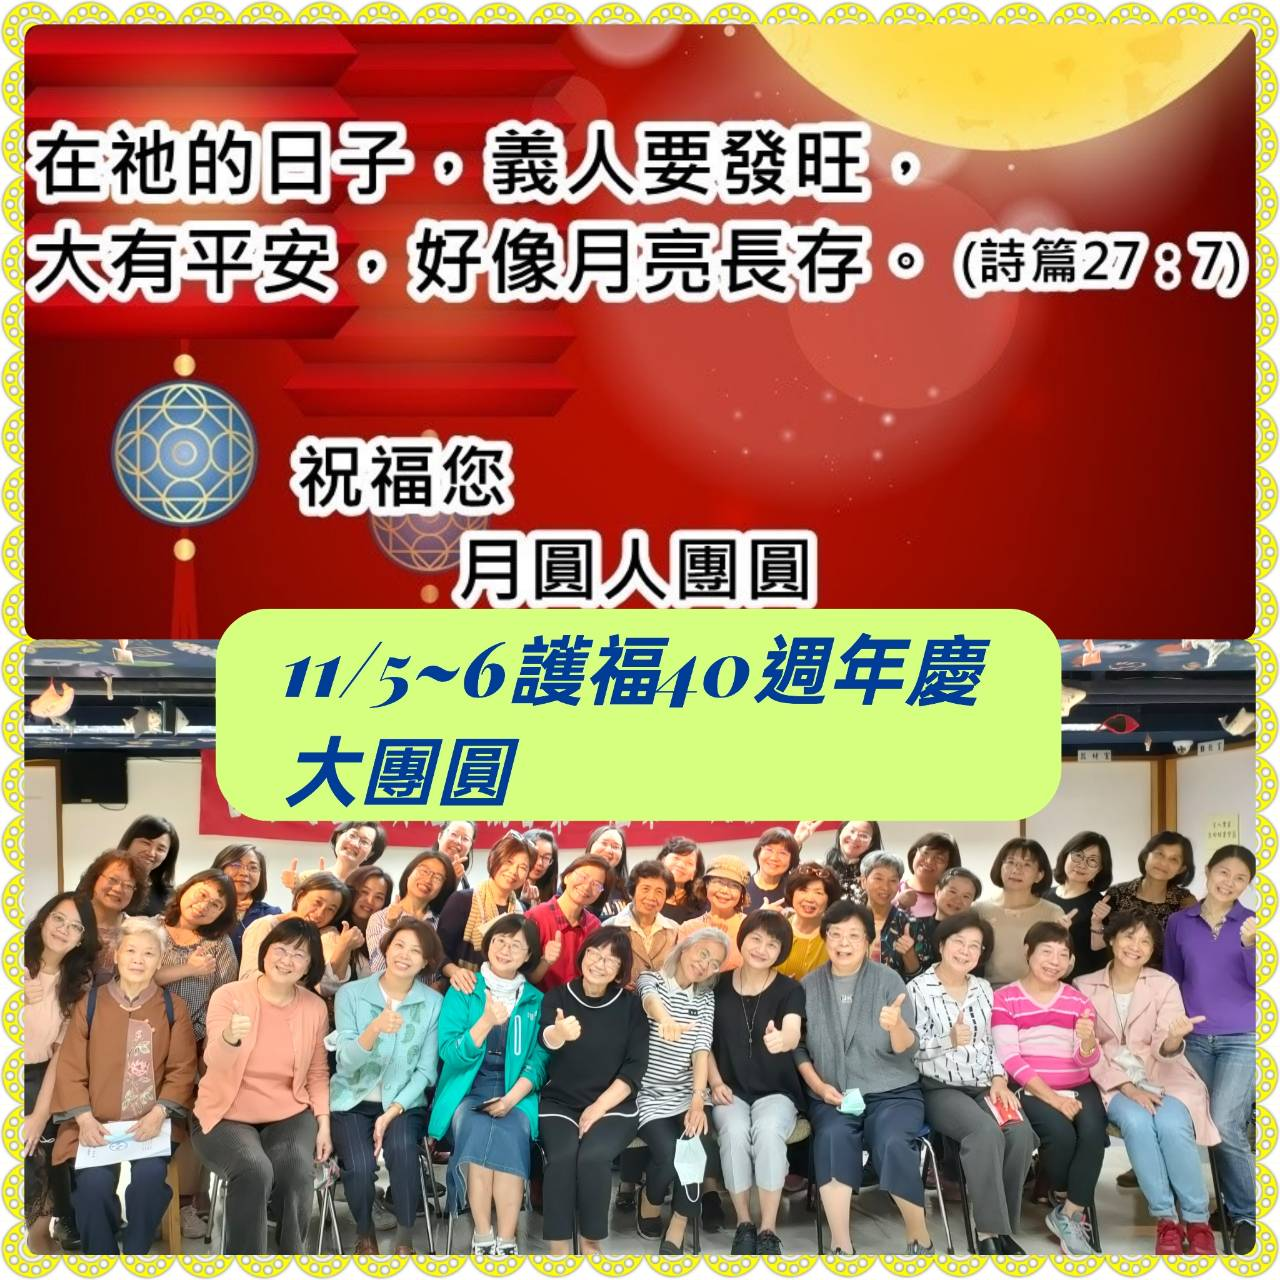 在祂的日子，義人要發旺，
大有平安，好像月亮長存。(詩篇27：7)
祝福您
月圓人團圓
11/5~6護福40週年慶
大團圓